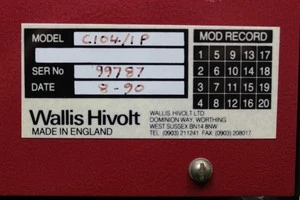 MODEL C104/1P
SER No 99787
DATE 8-90
MOD RECORD
1 5 9 13 17
2 6 10 14 18
3 7 11 15 19
4 8 12 16 20
Wallis Hivolt
MADE IN ENGLAND
WALLIS HIVOLT LTD
DOMINION WAY, WORTHING
WEST SUSSEX BN14 8NW
TEL (0903) 211241 FAX: (0903) 208017